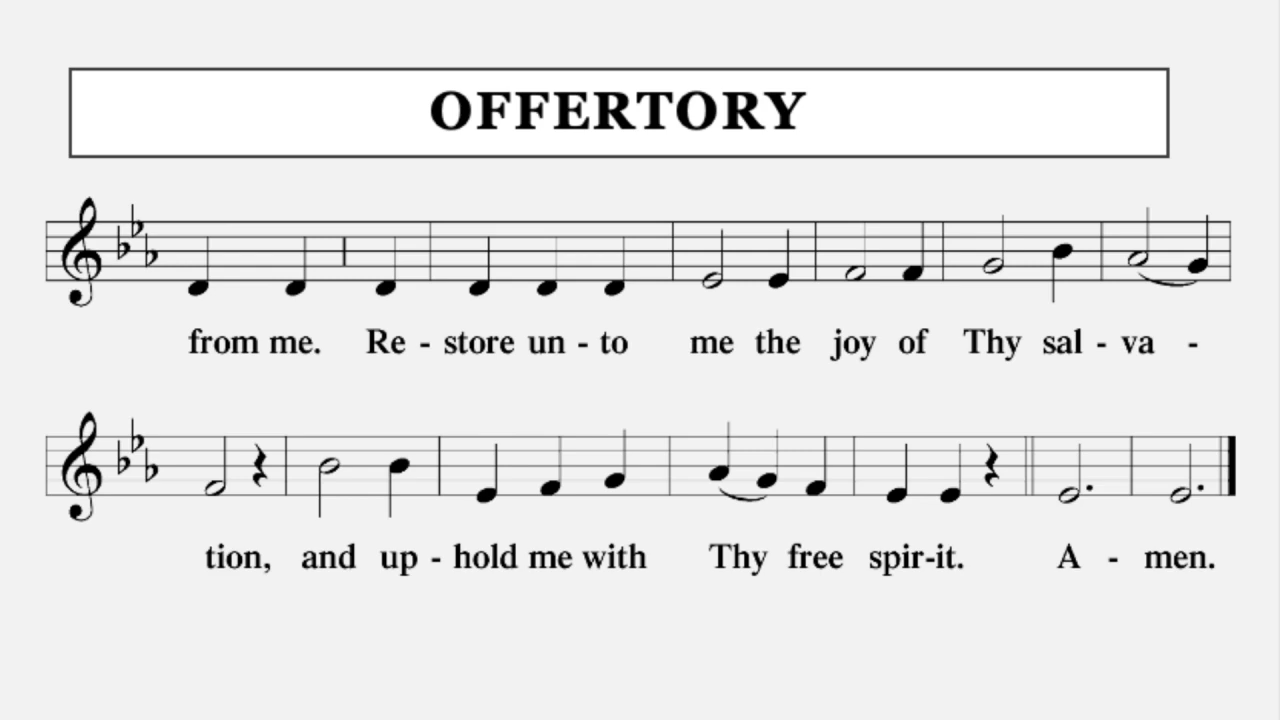 OFFERTORY
from me. Re - store un - to me the joy of Thy sal - va -
tion, and up - hold me with Thy free spir-it. A - men.